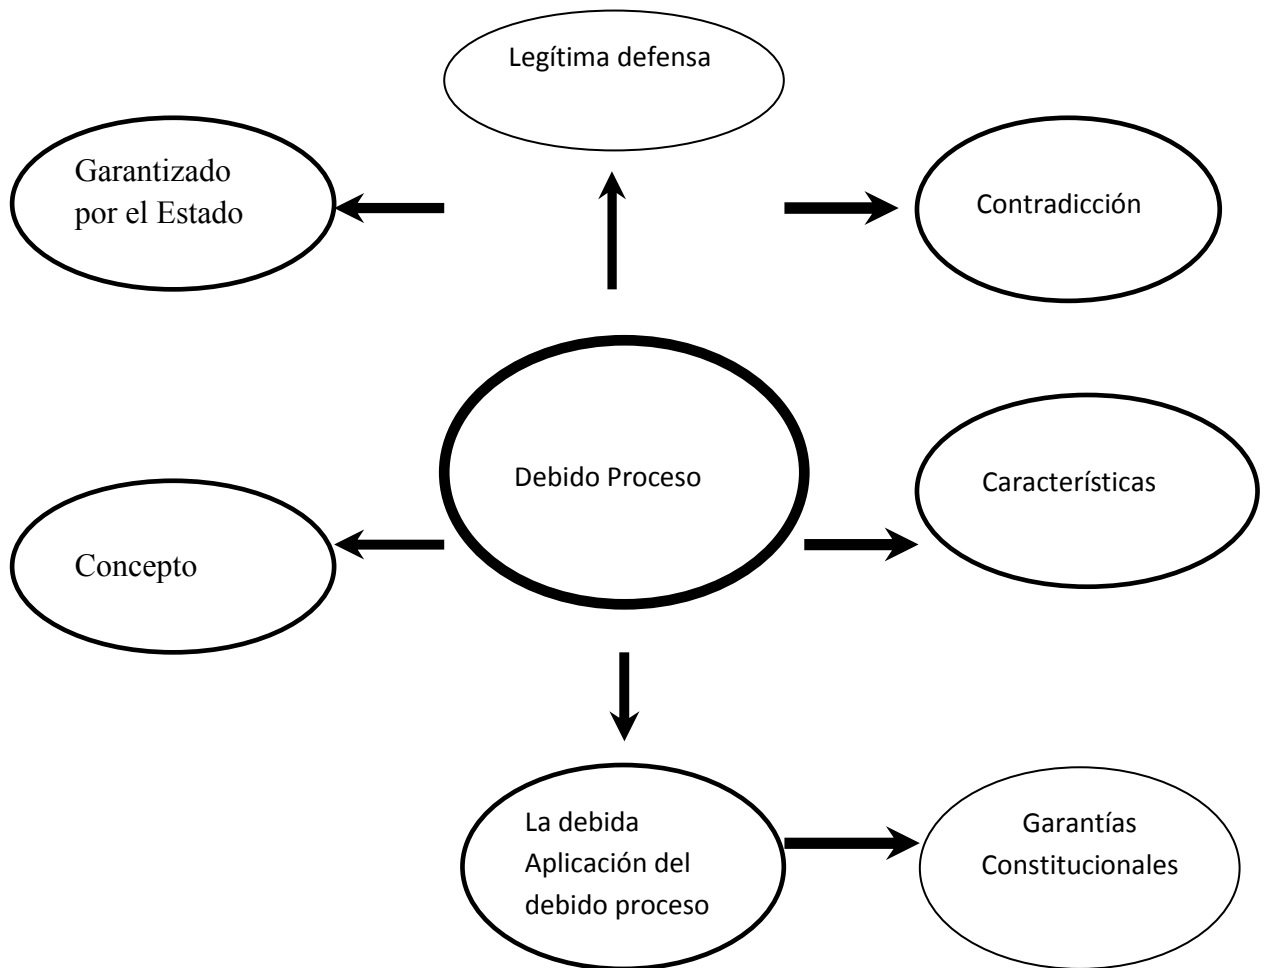 Legítima defensa
Garantizado
por el Estado
Contradicción
Debido Proceso
Características
Concepto
La debida
Aplicación del
debido proceso
Garantías
Constitucionales